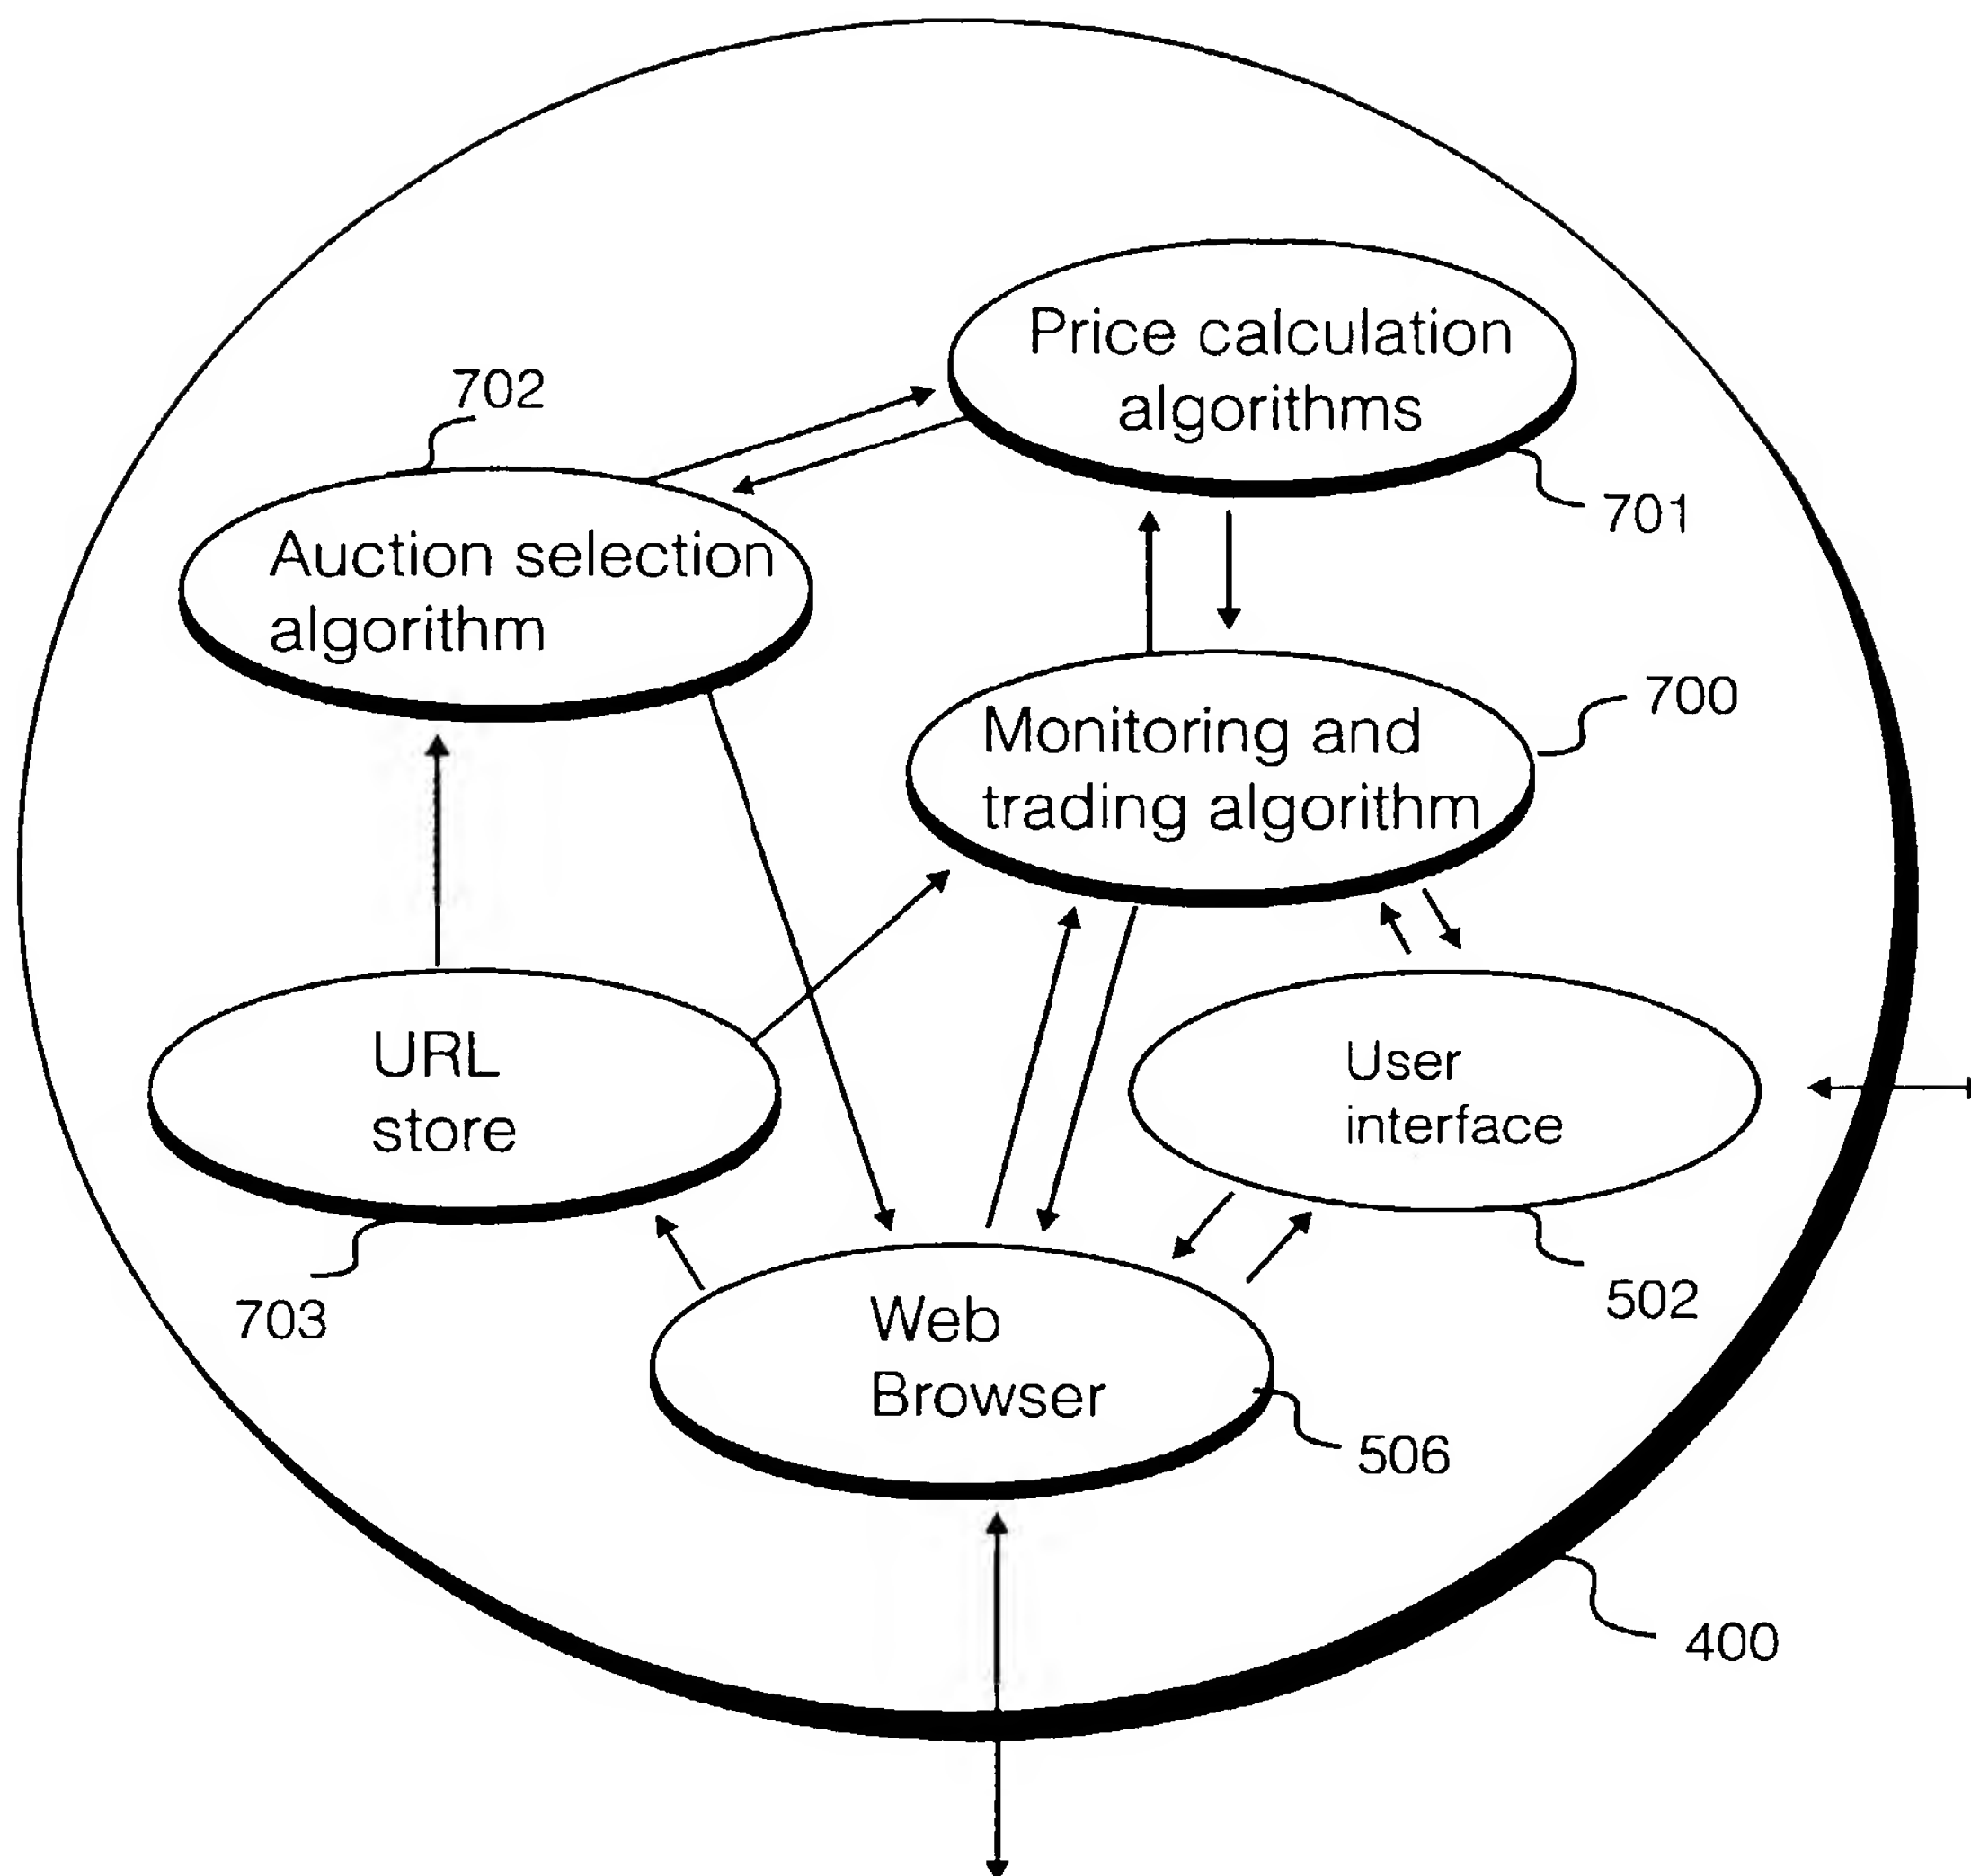 Price calculation
algorithms
702
701
Auction selection
algorithm
700
Monitoring and
trading algorithm
URL
store
User
interface
703
502
Web
Browser
506
400